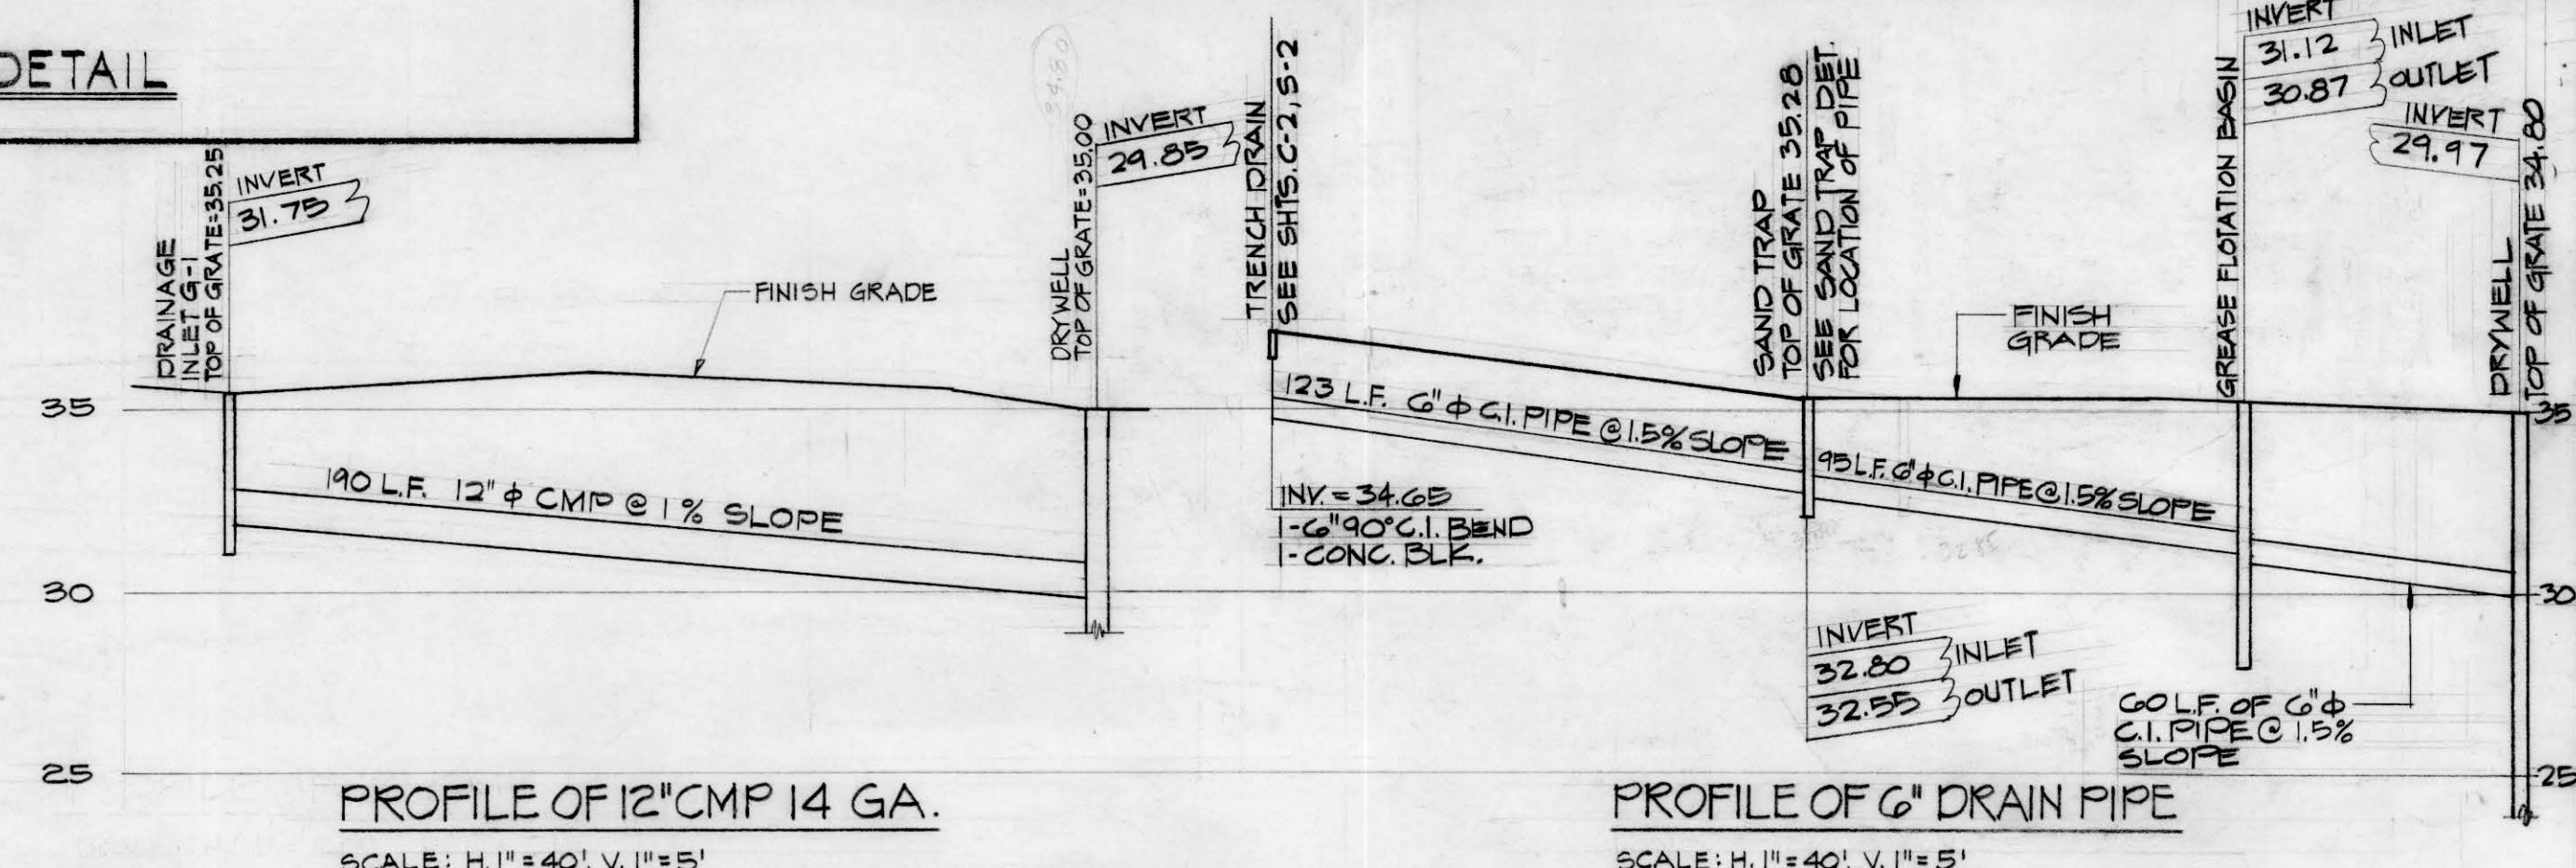 DETAIL
DRAINAGE
INLET G-1
TOP OF GRATE=35.25
INVERT
31.75
FINISH GRADE
34.80
DRYWELL
TOP OF GRATE=35.00
INVERT
29.85
190 L.F. 12" φ CMP @ 1% SLOPE
35
30
25
PROFILE OF 12" CMP 14 GA.
SCALE: H.1"=40', V.1"=5'
TRENCH DRAIN
SEE SHTS. C-2, S-2
123 L.F. 6" φ C.I. PIPE @ 1.5% SLOPE
INV. = 34.65
1-6" 90° C.I. BEND
1-CONC. BLK.
SAND TRAP
TOP OF GRATE 35.28
SEE SAND TRAP DET.
FOR LOCATION OF PIPE
95 L.F. 6" φ C.I. PIPE @ 1.5% SLOPE
32.85
INVERT
32.80 INLET
32.55 OUTLET
FINISH
GRADE
GREASE FLOTATION BASIN
INVERT
31.12 INLET
30.87 OUTLET
INVERT
29.97
DRYWELL
TOP OF GRATE 34.80
60 L.F. OF 6" φ
C.I. PIPE @ 1.5%
SLOPE
35
30
25
PROFILE OF 6" DRAIN PIPE
SCALE: H.1"=40', V.1"=5'